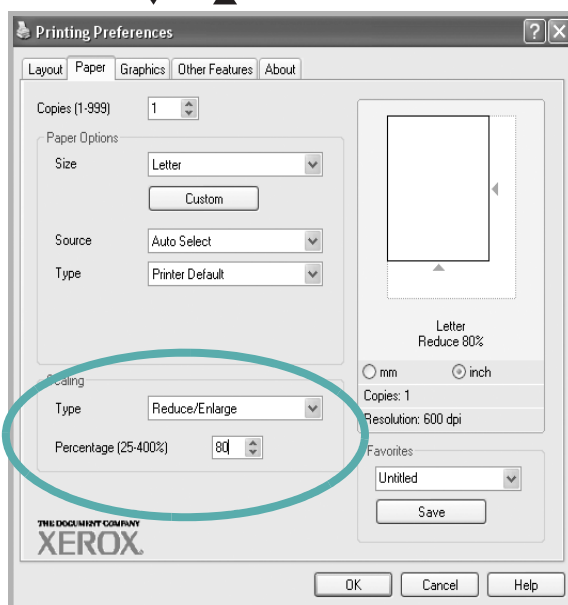 Printing Preferences
Layout Paper Graphics Other Features About
Copies (1-999) 1
Paper Options
Size Letter
Custom
Source Auto Select
Type Printer Default
Letter
Reduce 80%
mm inch
Copies: 1
Resolution: 600 dpi
Scaling
Type Reduce/Enlarge
Percentage (25-400%) 80
Favorites
Untitled
Save
THE DOCUMENT COMPANY
XEROX
OK Cancel Help